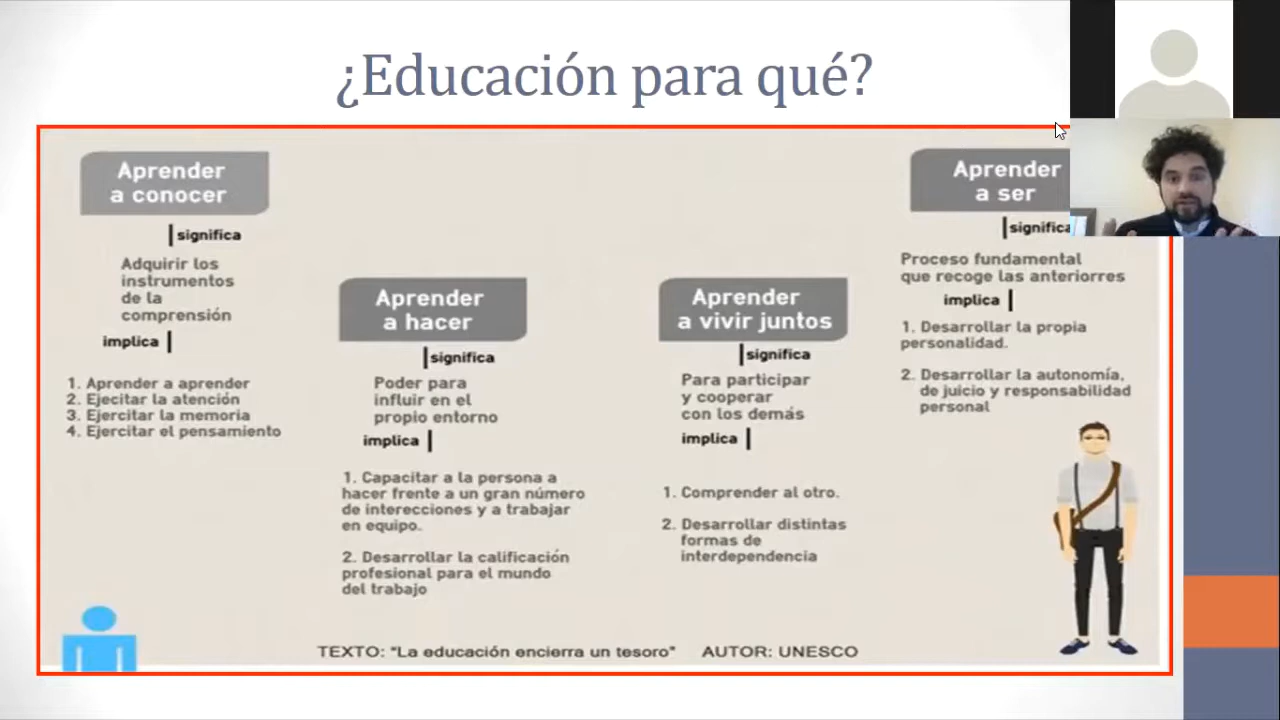 ¿Educación para qué?
Aprender
a conocer
significa
Adquirir los
instrumentos
de la
comprensión
implica
1. Aprender a aprender
2. Ejecitar la atención
3. Ejercitar la memoria
4. Ejercitar el pensamiento
Aprender
a hacer
significa
Poder para
influir en el
propio entorno
implica
1. Capacitar a la persona a
hacer frente a un gran número
de interecciones y a trabajar
en equipo.
2. Desarrollar la calificación
profesional para el mundo
del trabajo
Aprender
a vivir juntos
significa
Para participar
y cooperar
con los demás
implica
1. Comprender al otro.
2. Desarrollar distintas
formas de
interdependencia
Aprender
a ser
significa
Proceso fundamental
que recoge las anteriorres
implica
1. Desarrollar la propia
personalidad.
2. Desarrollar la autonomía,
de juicio y responsabilidad
personal
TEXTO: "La educación encierra un tesoro" AUTOR: UNESCO